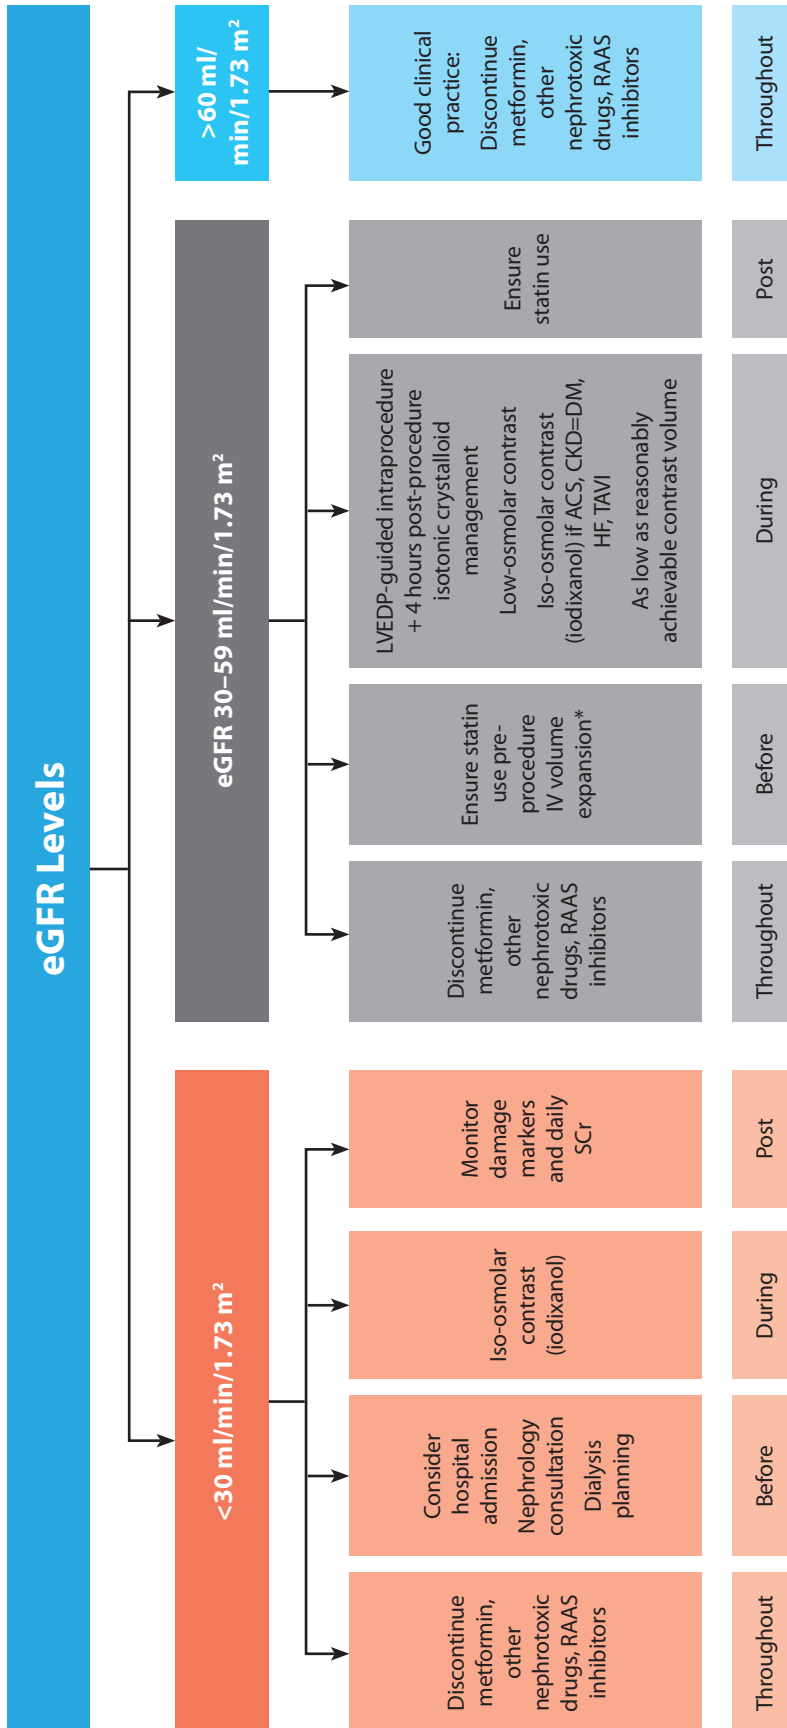 eGFR Levels
<30 ml/min/1.73 m²
eGFR 30–59 ml/min/1.73 m²
>60 ml/
min/1.73 m²
Discontinue
metformin,
other
nephrotoxic
drugs, RAAS
inhibitors
Consider
hospital
admission
Nephrology
consultation
Dialysis
planning
Iso-osmolar
contrast
(iodixanol)
Monitor
damage
markers
and daily
SCr
Discontinue
metformin,
other
nephrotoxic
drugs, RAAS
inhibitors
Ensure statin
use pre-
procedure
IV volume
expansion*
LVEDP-guided intraprocedure
+ 4 hours post-procedure
isotonic crystalloid
management
Low-osmolar contrast
Iso-osmolar contrast
(iodixanol) if ACS, CKD=DM,
HF, TAVI
As low as reasonably
achievable contrast volume
Ensure
statin use
Good clinical
practice:
Discontinue
metformin,
other
nephrotoxic
drugs, RAAS
inhibitors
Throughout
Before
During
Post
Throughout
Before
During
Post
Throughout